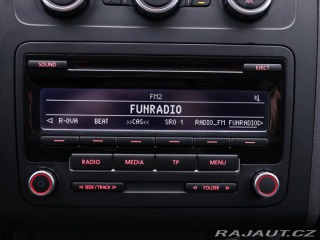 SOUND
EJECT
FM2
FUNRADIO
R-OVA BEAT >>CAS<< SRO 1 RADIO_FM FUNRADIO
RADIO MEDIA TP MENU
SEEK/TRACK FOLDER
RAJAUT.CZ